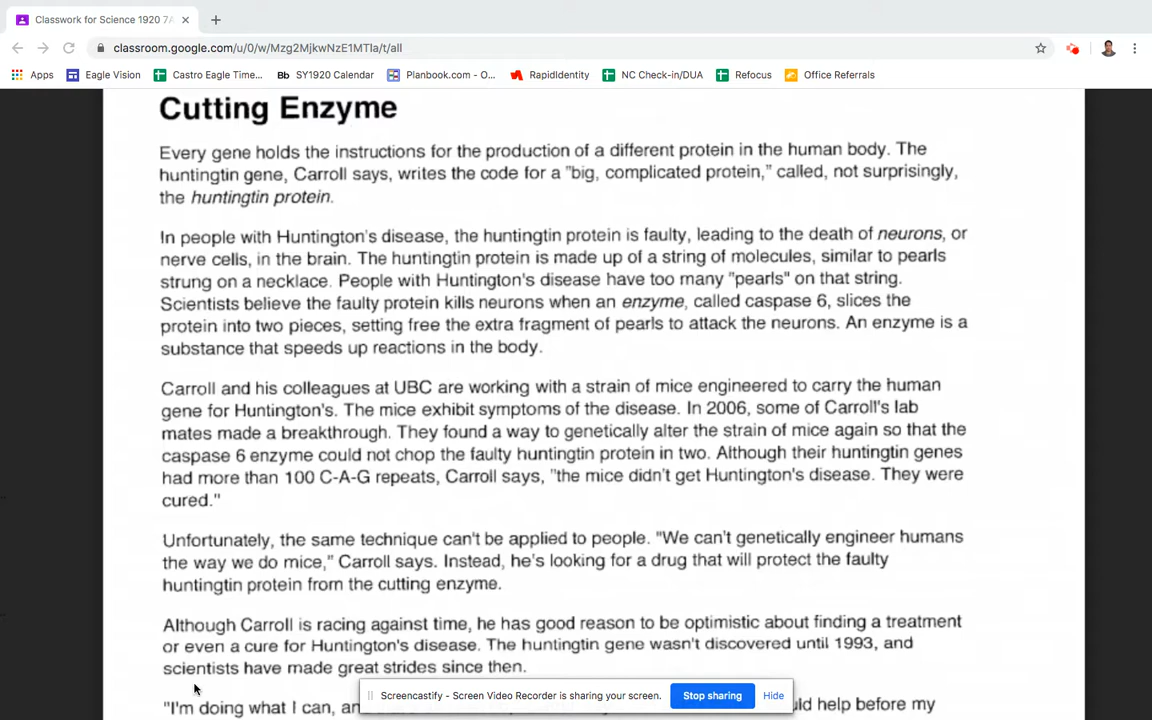 Classwork for Science 1920 7A
classroom.google.com/u/0/w/Mzg2MjkwNzE1MTIa/t/all
Apps Eagle Vision Castro Eagle Time... Bb SY1920 Calendar Planbook.com - O... RapidIdentity NC Check-in/DUA Refocus Office Referrals
Cutting Enzyme
Every gene holds the instructions for the production of a different protein in the human body. The
huntingtin gene, Carroll says, writes the code for a "big, complicated protein," called, not surprisingly,
the huntingtin protein.
In people with Huntington's disease, the huntingtin protein is faulty, leading to the death of neurons, or
nerve cells, in the brain. The huntingtin protein is made up of a string of molecules, similar to pearls
strung on a necklace. People with Huntington's disease have too many "pearls" on that string.
Scientists believe the faulty protein kills neurons when an enzyme, called caspase 6, slices the
protein into two pieces, setting free the extra fragment of pearls to attack the neurons. An enzyme is a
substance that speeds up reactions in the body.
Carroll and his colleagues at UBC are working with a strain of mice engineered to carry the human
gene for Huntington's. The mice exhibit symptoms of the disease. In 2006, some of Carroll's lab
mates made a breakthrough. They found a way to genetically alter the strain of mice again so that the
caspase 6 enzyme could not chop the faulty huntingtin protein in two. Although their huntingtin genes
had more than 100 C-A-G repeats, Carroll says, "the mice didn't get Huntington's disease. They were
cured."
Unfortunately, the same technique can't be applied to people. "We can't genetically engineer humans
the way we do mice," Carroll says. Instead, he's looking for a drug that will protect the faulty
huntingtin protein from the cutting enzyme.
Although Carroll is racing against time, he has good reason to be optimistic about finding a treatment
or even a cure for Huntington's disease. The huntingtin gene wasn't discovered until 1993, and
scientists have made great strides since then.
Screencastify - Screen Video Recorder is sharing your screen. Stop sharing Hide
"I'm doing what I can, help before my